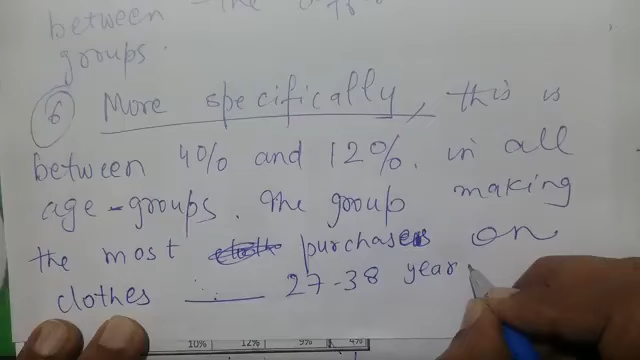 between - the
groups.
6 More specifically, this is
between 40% and 12%. in all
age-groups. The group making
the most purchases on
clothes 27-38 year
10% 12% 9% 4%